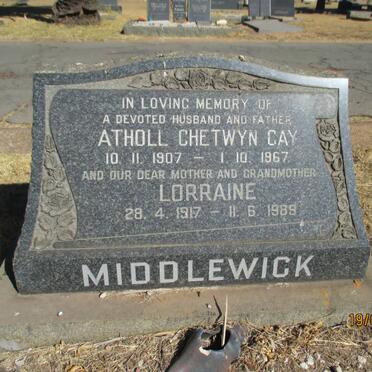 IN LOVING MEMORY OF
A DEVOTED HUSBAND AND FATHER
ATHOLL CHETWYN CAY
10. 11. 1907 – 1. 10. 1967
AND OUR DEAR MOTHER AND GRANDMOTHER
LORRAINE
28. 4. 1917 – 11. 6. 1989
MIDDLEWICK